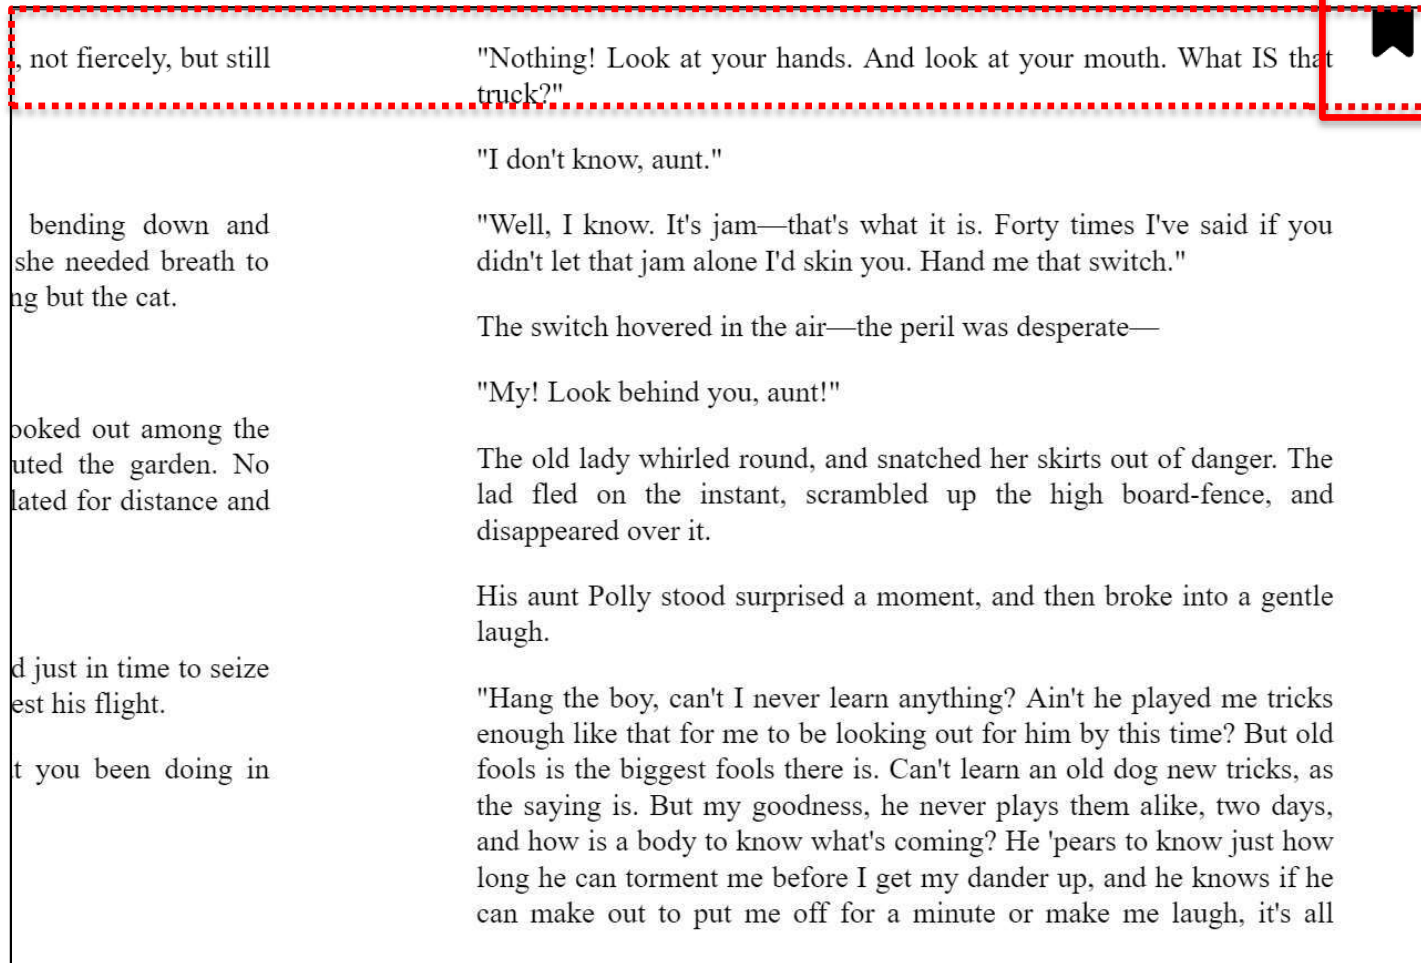 , not fiercely, but still
bending down and
she needed breath to
ng but the cat.
ooked out among the
uted the garden. No
lated for distance and
d just in time to seize
est his flight.
t you been doing in
"Nothing! Look at your hands. And look at your mouth. What IS that
truck?"
"I don't know, aunt."
"Well, I know. It's jam—that's what it is. Forty times I've said if you
didn't let that jam alone I'd skin you. Hand me that switch."
The switch hovered in the air—the peril was desperate—
"My! Look behind you, aunt!"
The old lady whirled round, and snatched her skirts out of danger. The
lad fled on the instant, scrambled up the high board-fence, and
disappeared over it.
His aunt Polly stood surprised a moment, and then broke into a gentle
laugh.
"Hang the boy, can't I never learn anything? Ain't he played me tricks
enough like that for me to be looking out for him by this time? But old
fools is the biggest fools there is. Can't learn an old dog new tricks, as
the saying is. But my goodness, he never plays them alike, two days,
and how is a body to know what's coming? He 'pears to know just how
long he can torment me before I get my dander up, and he knows if he
can make out to put me off for a minute or make me laugh, it's all